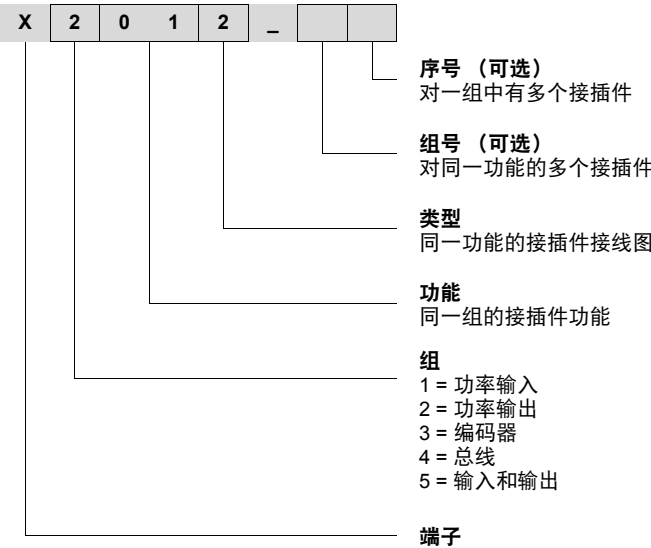 X 2 0 1 2 _
序号 （可选）
对一组中有多个接插件
组号 （可选）
对同一功能的多个接插件
类型
同一功能的接插件接线图
功能
同一组的接插件功能
组
1 = 功率输入
2 = 功率输出
3 = 编码器
4 = 总线
5 = 输入和输出
端子